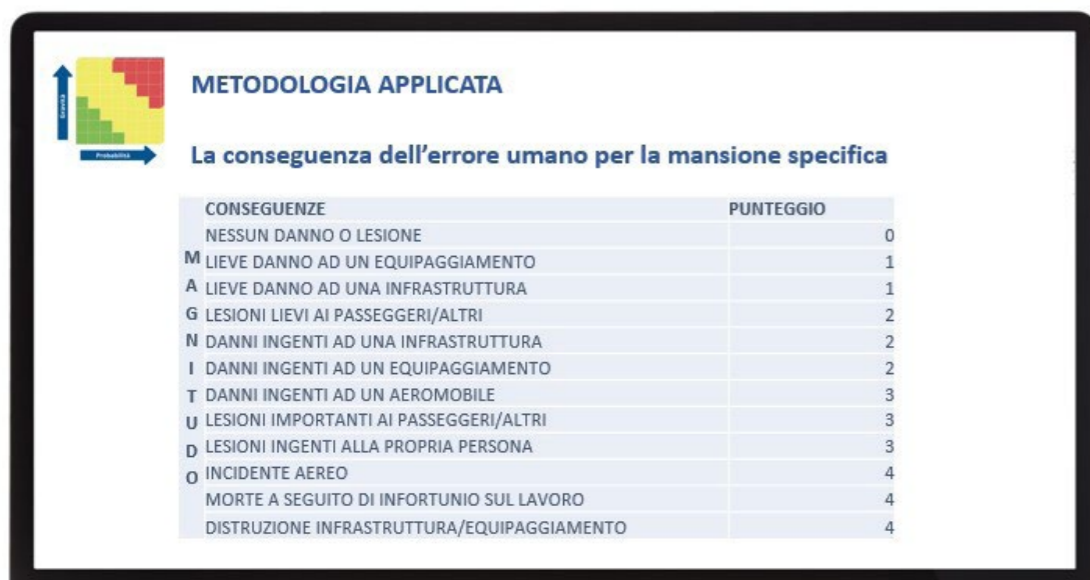 Gravità
Probabilità
METODOLOGIA APPLICATA
La conseguenza dell'errore umano per la mansione specifica
CONSEGUENZE PUNTEGGIO
NESSUN DANNO O LESIONE 0
M LIEVE DANNO AD UN EQUIPAGGIAMENTO 1
A LIEVE DANNO AD UNA INFRASTRUTTURA 1
G LESIONI LIEVI AI PASSEGGERI/ALTRI 2
N DANNI INGENTI AD UNA INFRASTRUTTURA 2
I DANNI INGENTI AD UN EQUIPAGGIAMENTO 2
T DANNI INGENTI AD UN AEROMOBILE 3
U LESIONI IMPORTANTI AI PASSEGGERI/ALTRI 3
D LESIONI INGENTI ALLA PROPRIA PERSONA 3
O INCIDENTE AEREO 4
MORTE A SEGUITO DI INFORTUNIO SUL LAVORO 4
DISTRUZIONE INFRASTRUTTURA/EQUIPAGGIAMENTO 4